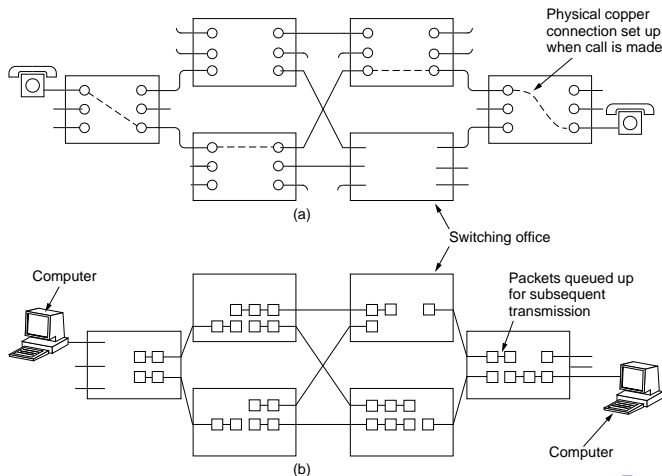 Physical copper
connection set up
when call is made
(a)
Switching office
Computer
Packets queued up
for subsequent
transmission
Computer
(b)